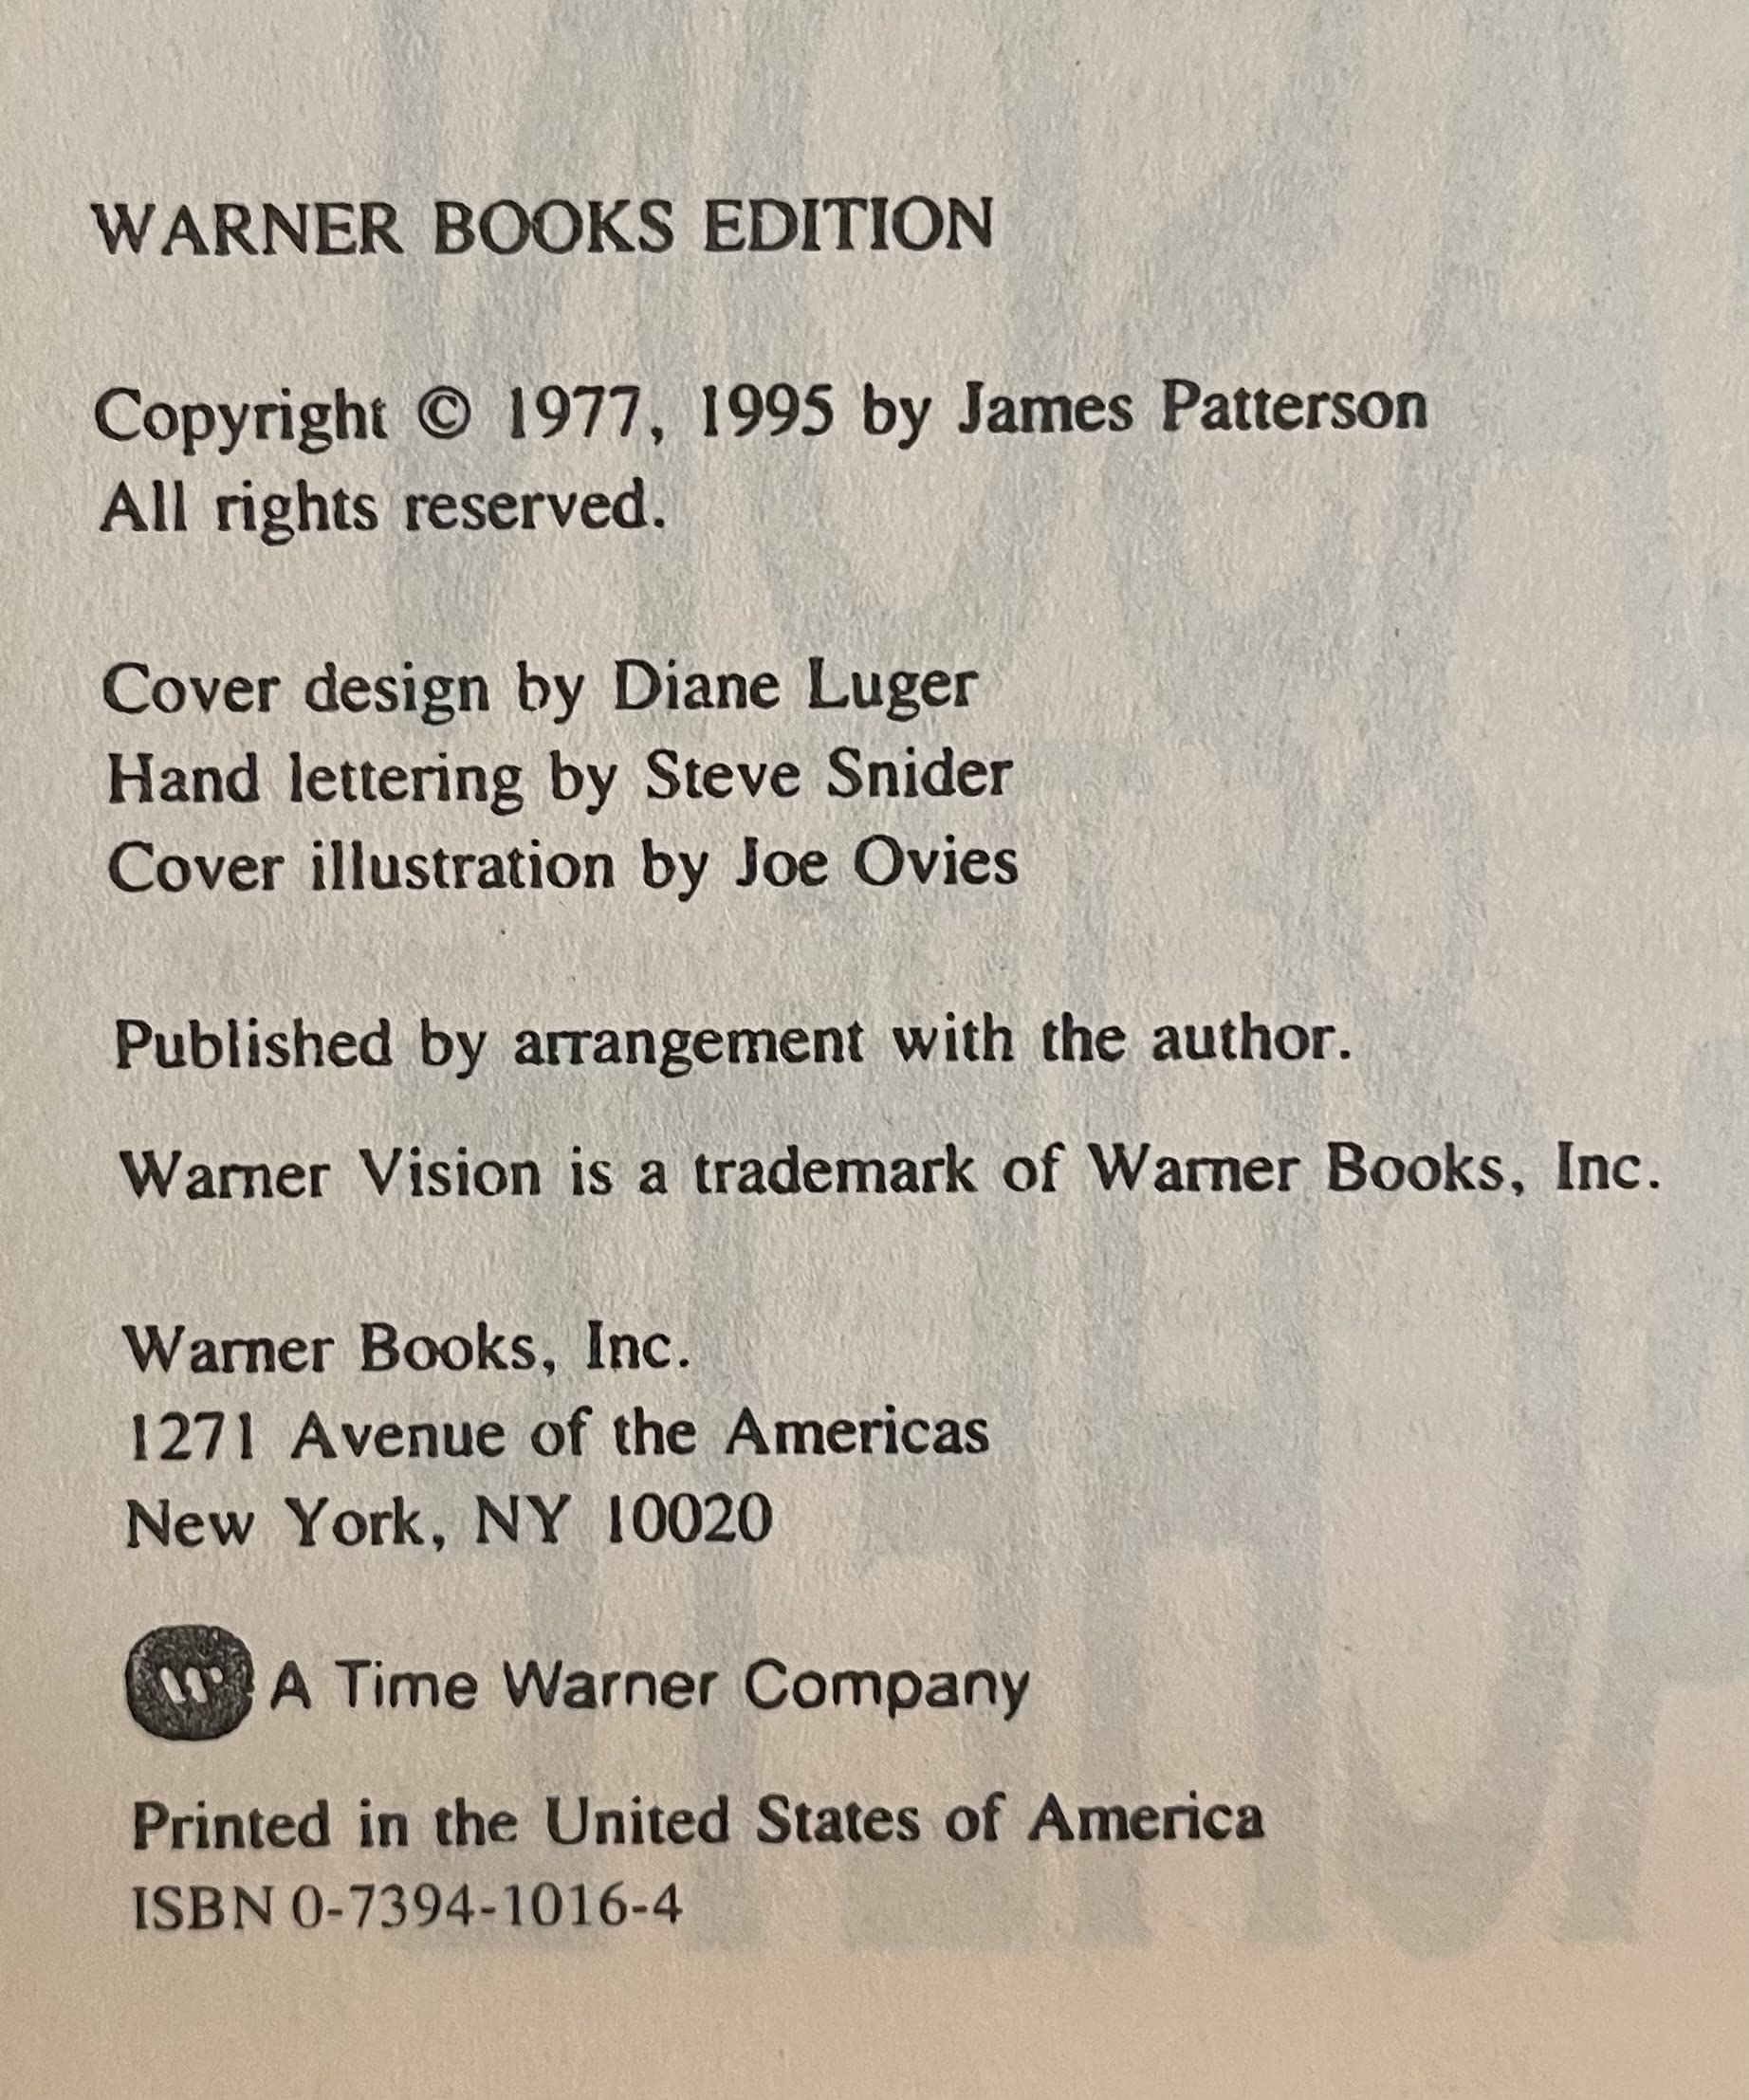 WARNER BOOKS EDITION
Copyright © 1977, 1995 by James Patterson
All rights reserved.
Cover design by Diane Luger
Hand lettering by Steve Snider
Cover illustration by Joe Ovies
Published by arrangement with the author.
Warner Vision is a trademark of Warner Books, Inc.
Warner Books, Inc.
1271 Avenue of the Americas
New York, NY 10020
W A Time Warner Company
Printed in the United States of America
ISBN 0-7394-1016-4